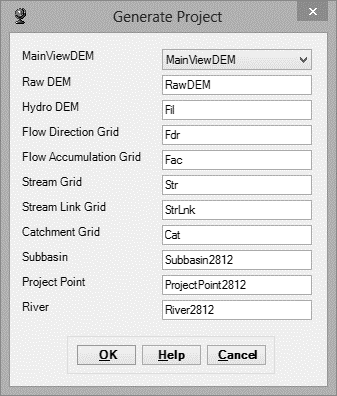 Generate Project
MainViewDEM MainViewDEM
Raw DEM RawDEM
Hydro DEM Fil
Flow Direction Grid Fdr
Flow Accumulation Grid Fac
Stream Grid Str
Stream Link Grid StrLnk
Catchment Grid Cat
Subbasin Subbasin2812
Project Point ProjectPoint2812
River River2812
OK Help Cancel